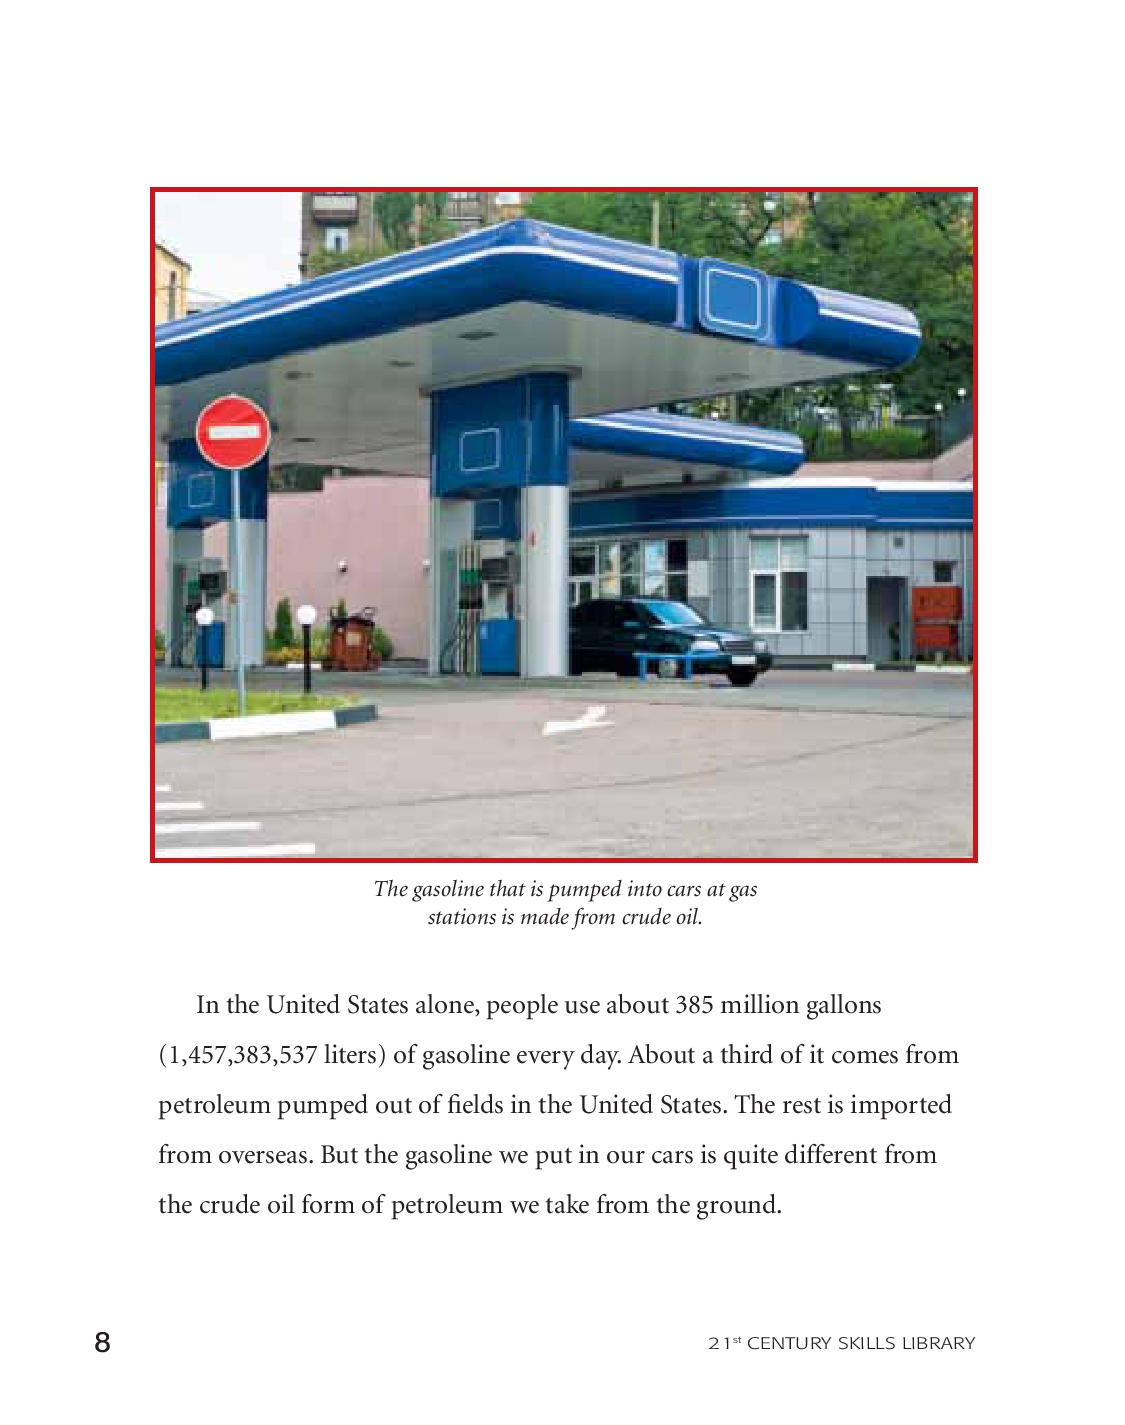 The gasoline that is pumped into cars at gas
stations is made from crude oil.
In the United States alone, people use about 385 million gallons
(1,457,383,537 liters) of gasoline every day. About a third of it comes from
petroleum pumped out of fields in the United States. The rest is imported
from overseas. But the gasoline we put in our cars is quite different from
the crude oil form of petroleum we take from the ground.
8
21st CENTURY SKILLS LIBRARY